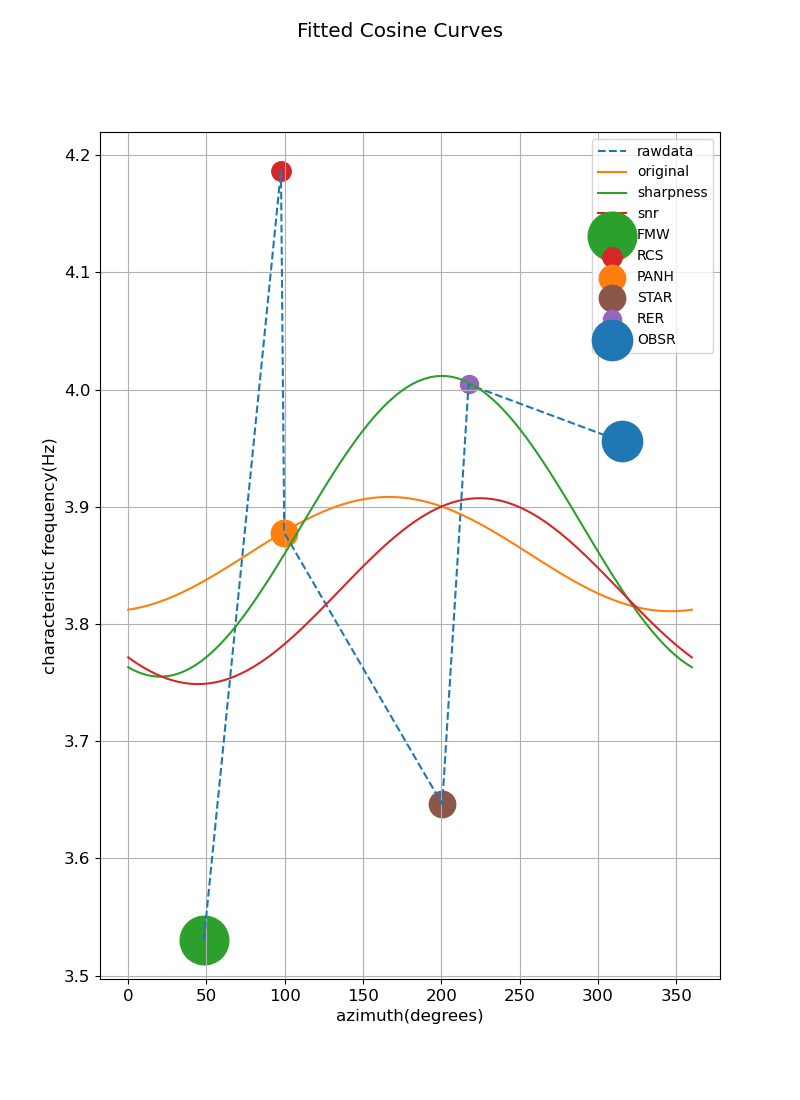 Fitted Cosine Curves
4.2
4.1
4.0
3.9
3.8
3.7
3.6
3.5
characteristic frequency(Hz)
rawdata
original
sharpness
snr
FMW
RCS
PANH
STAR
RER
OBSR
0 50 100 150 200 250 300 350
azimuth(degrees)